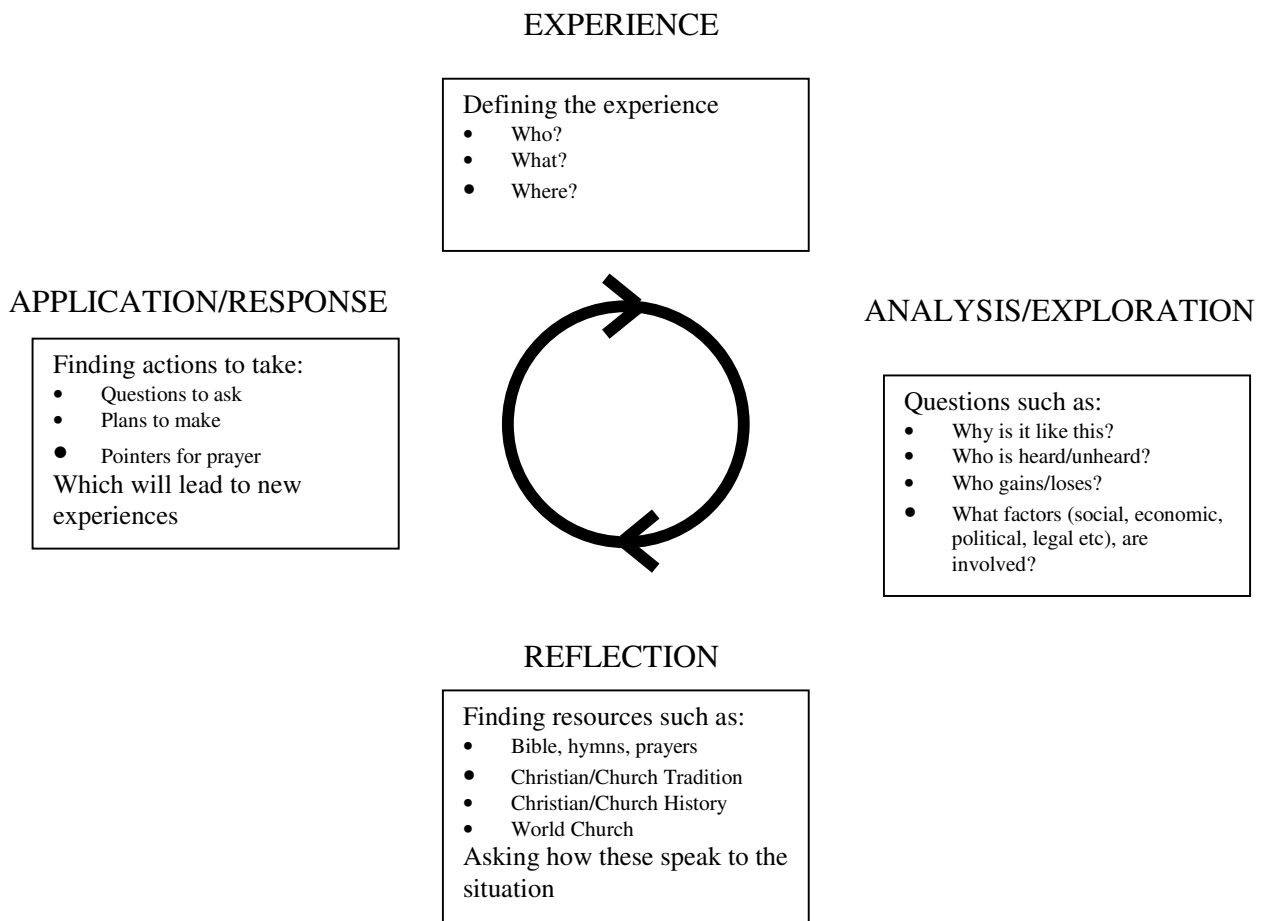 EXPERIENCE
Defining the experience
• Who?
• What?
• Where?
APPLICATION/RESPONSE
Finding actions to take:
• Questions to ask
• Plans to make
• Pointers for prayer
Which will lead to new
experiences
ANALYSIS/EXPLORATION
Questions such as:
• Why is it like this?
• Who is heard/unheard?
• Who gains/loses?
• What factors (social, economic,
political, legal etc), are
involved?
REFLECTION
Finding resources such as:
• Bible, hymns, prayers
• Christian/Church Tradition
• Christian/Church History
• World Church
Asking how these speak to the
situation